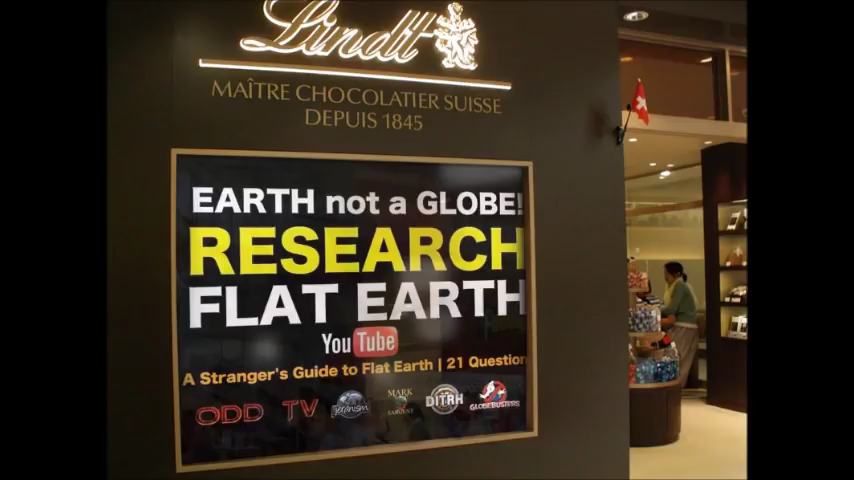 Lindt
MAÎTRE CHOCOLATIER SUISSE
DEPUIS 1845
EARTH not a GLOBE!
RESEARCH
FLAT EARTH
YouTube
A Stranger's Guide to Flat Earth | 21 Question
ODD TV
jeranism
MARK
SARGENT
DITRH
GLOBEBUSTERS